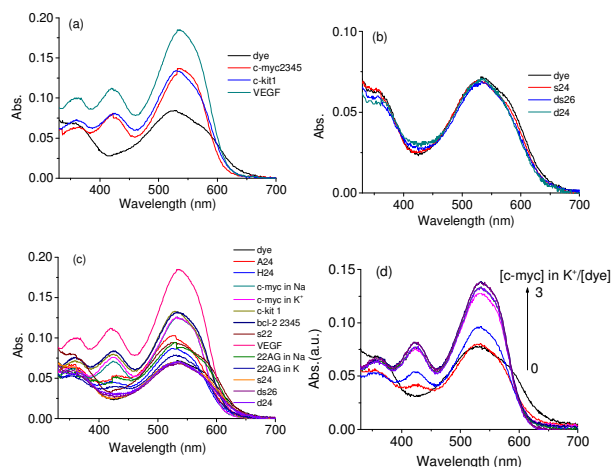 (a)
dye
c-myc2345
c-kit1
VEGF
0.20
0.15
0.10
0.05
0.00
Abs.
400 500 600 700
Wavelength (nm)
(b)
dye
s24
ds26
d24
0.10
0.05
0.00
Abs.
400 500 600 700
Wavelength (nm)
(c)
dye
A24
H24
c-myc in Na
c-myc in K⁺
c-kit 1
bcl-2 2345
s22
VEGF
22AG in Na
22AG in K
s24
ds26
d24
0.20
0.15
0.10
0.05
0.00
Abs.
400 500 600 700
Wavelength (nm)
(d)
[c-myc] in K⁺/[dye]
3
0
0.15
0.10
0.05
0.00
Abs.(a.u.)
400 500 600 700
Wavelength (nm)